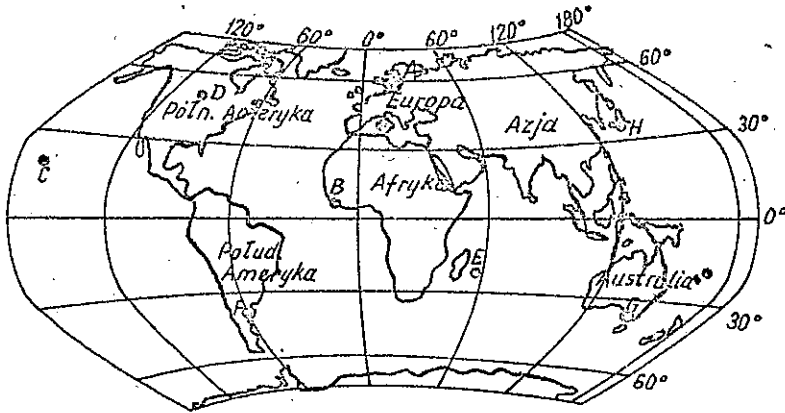 120° 60° 0° 60° 120° 180°
A 60°
D Europa
Półn. Ameryka Azja H 30°
C
B Afryka
0°
Połud. E
Ameryka Australia
F G 30°
60°